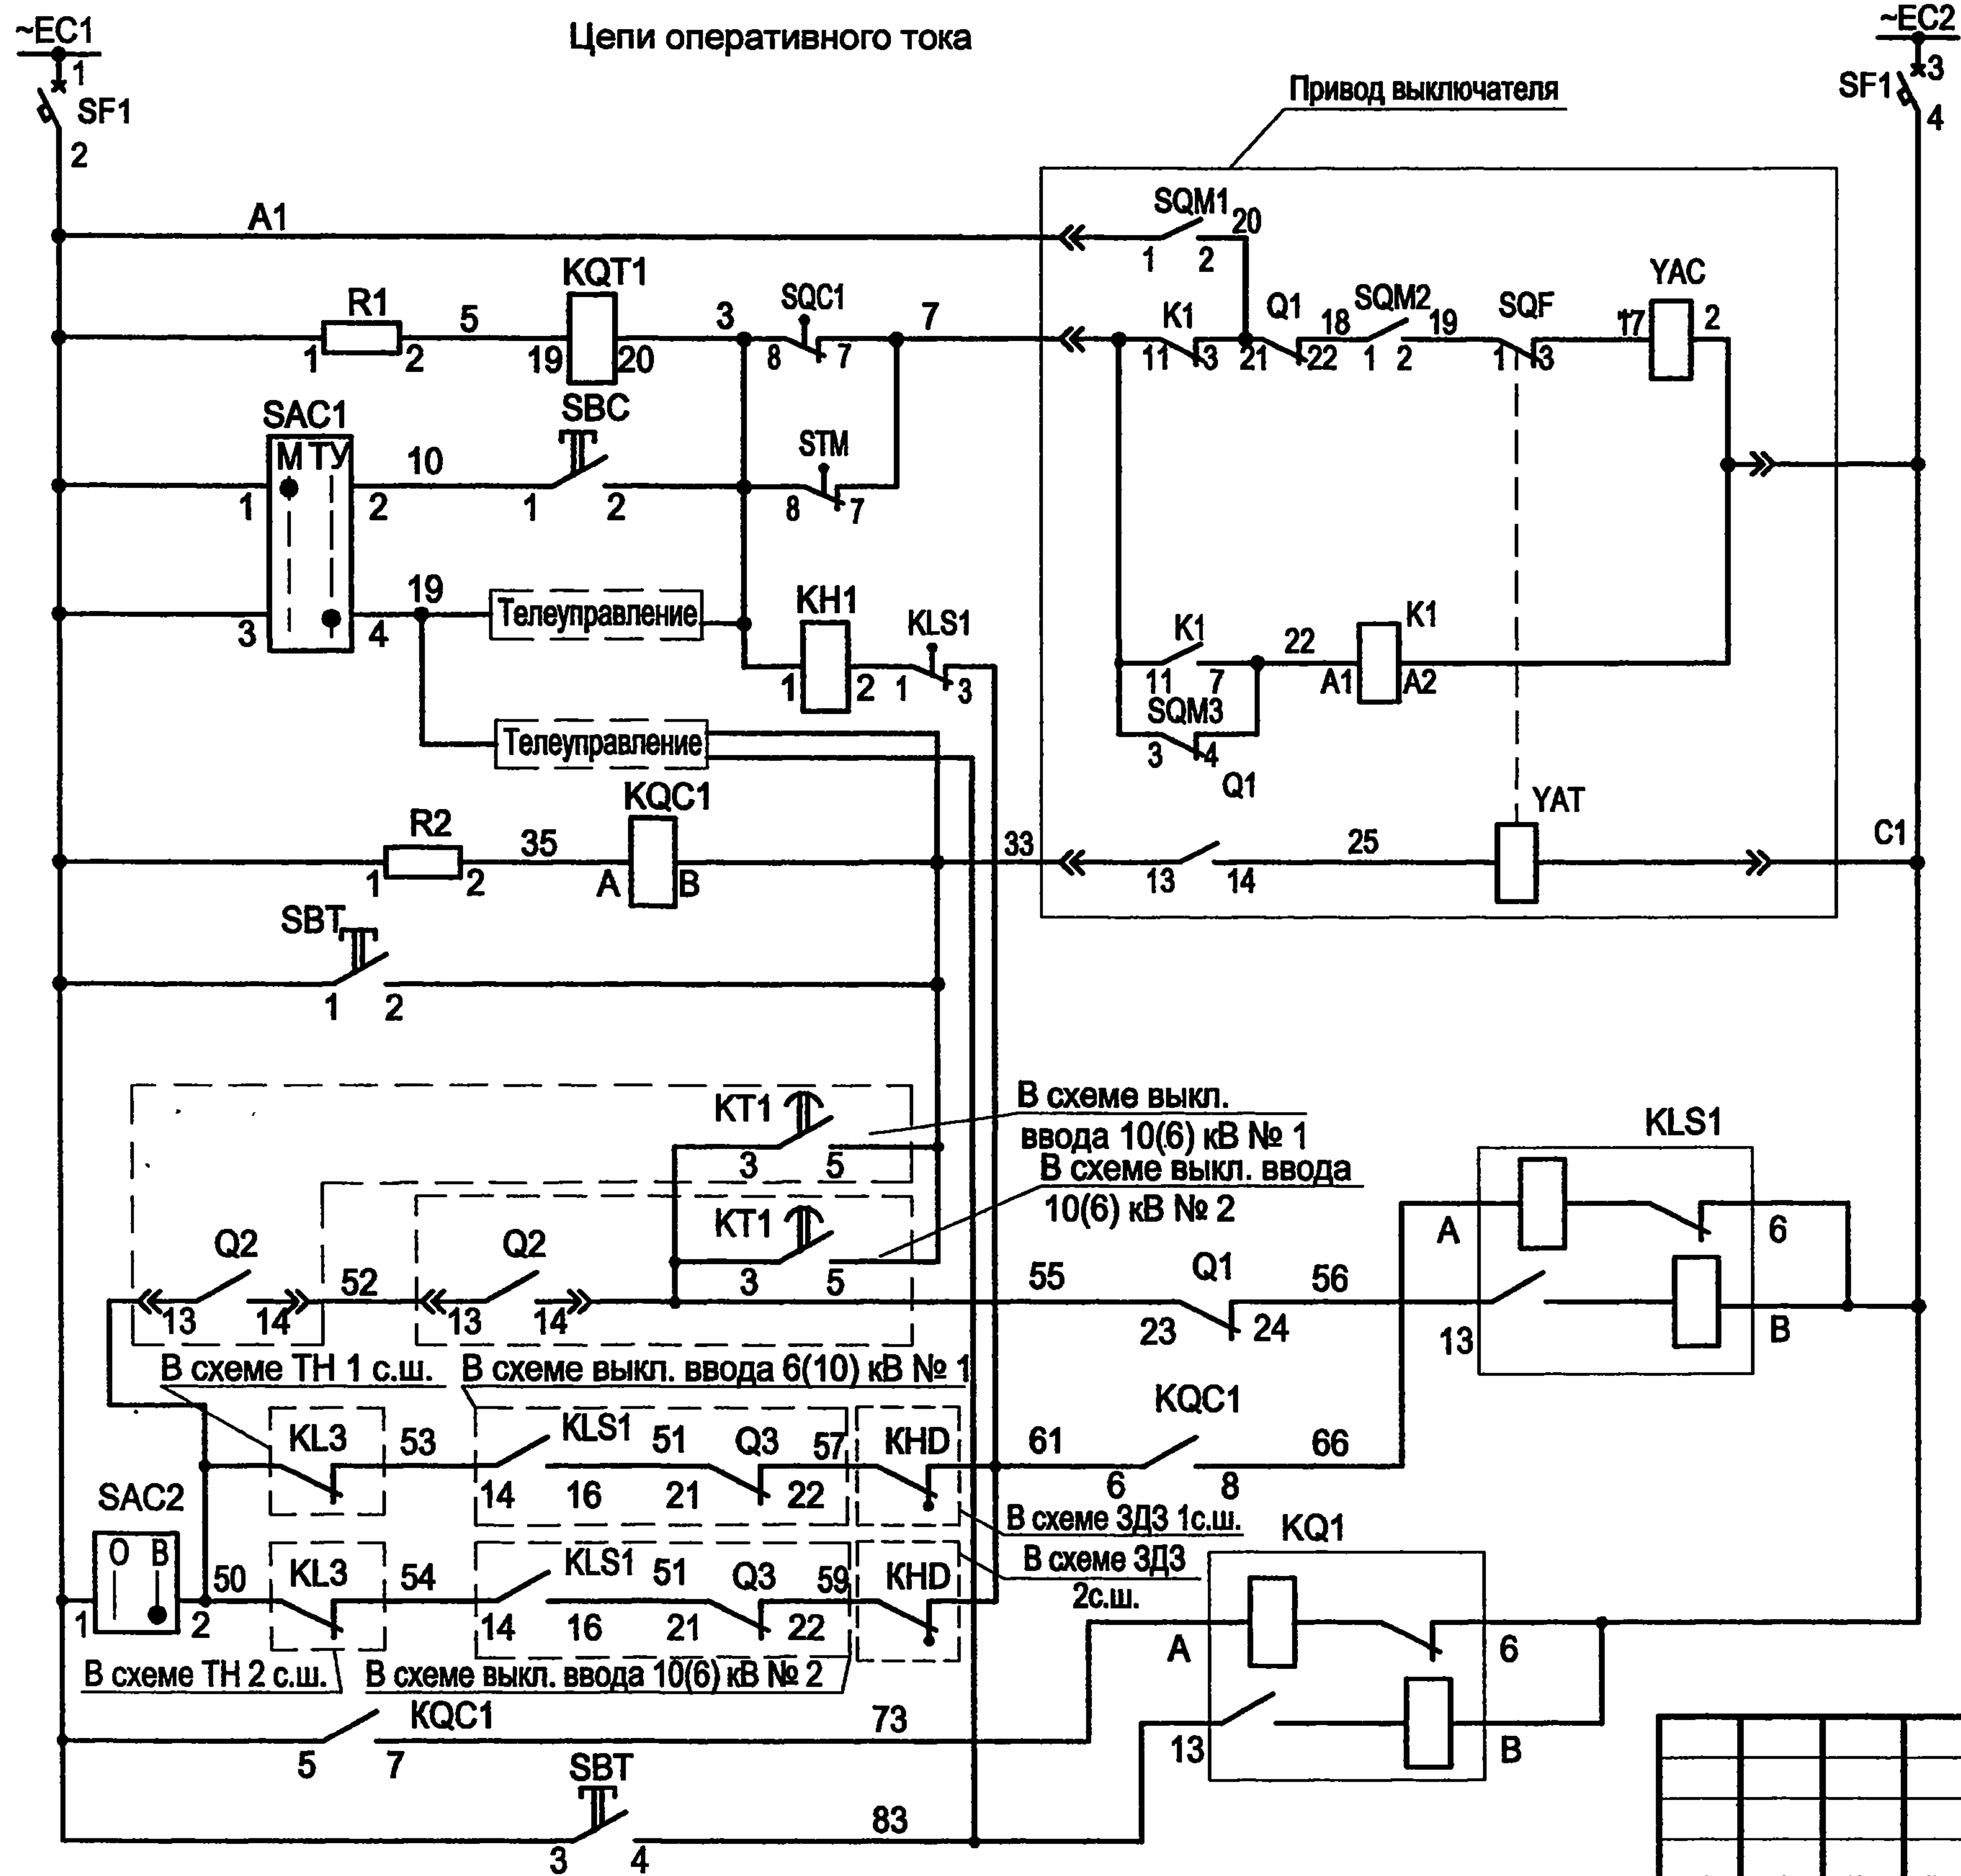 ~EC1
Цепи оперативного тока
~EC2
1
SF1
2
3
SF1
4
Привод выключателя
A1
SQM1
20
1
2
R1
5
KQT1
3
SQC1
7
1
2
19
20
8
7
K1
Q1
18
SQM2
19
SQF
17
YAC
2
11
3
21
22
1
2
1
3
SAC1
М ТУ
10
SBC
STM
1
2
1
2
8
7
19
Телеуправление
3
4
KH1
KLS1
1
2
1
3
K1
22
K1
11
7
A1
A2
SQM3
3
4
Q1
Телеуправление
R2
35
KQC1
33
25
YAT
C1
1
2
A
B
13
14
SBT
1
2
KT1
3
5
В схеме выкл.
ввода 10(6) кВ № 1
В схеме выкл. ввода
10(6) кВ № 2
KT1
3
5
KLS1
A
6
Q2
52
Q2
55
Q1
56
13
14
13
14
23
24
13
B
В схеме ТН 1 с.ш.
В схеме выкл. ввода 6(10) кВ № 1
KL3
53
KLS1
51
Q3
57
KHD
61
KQC1
66
14
16
21
22
6
8
В схеме ЗДЗ 1с.ш.
SAC2
О В
1
2
50
KL3
54
KLS1
51
Q3
59
KHD
14
16
21
22
В схеме ЗДЗ
2с.ш.
KQ1
A
6
В схеме ТН 2 с.ш.
В схеме выкл. ввода 10(6) кВ № 2
KQC1
73
5
7
13
B
SBT
83
3
4